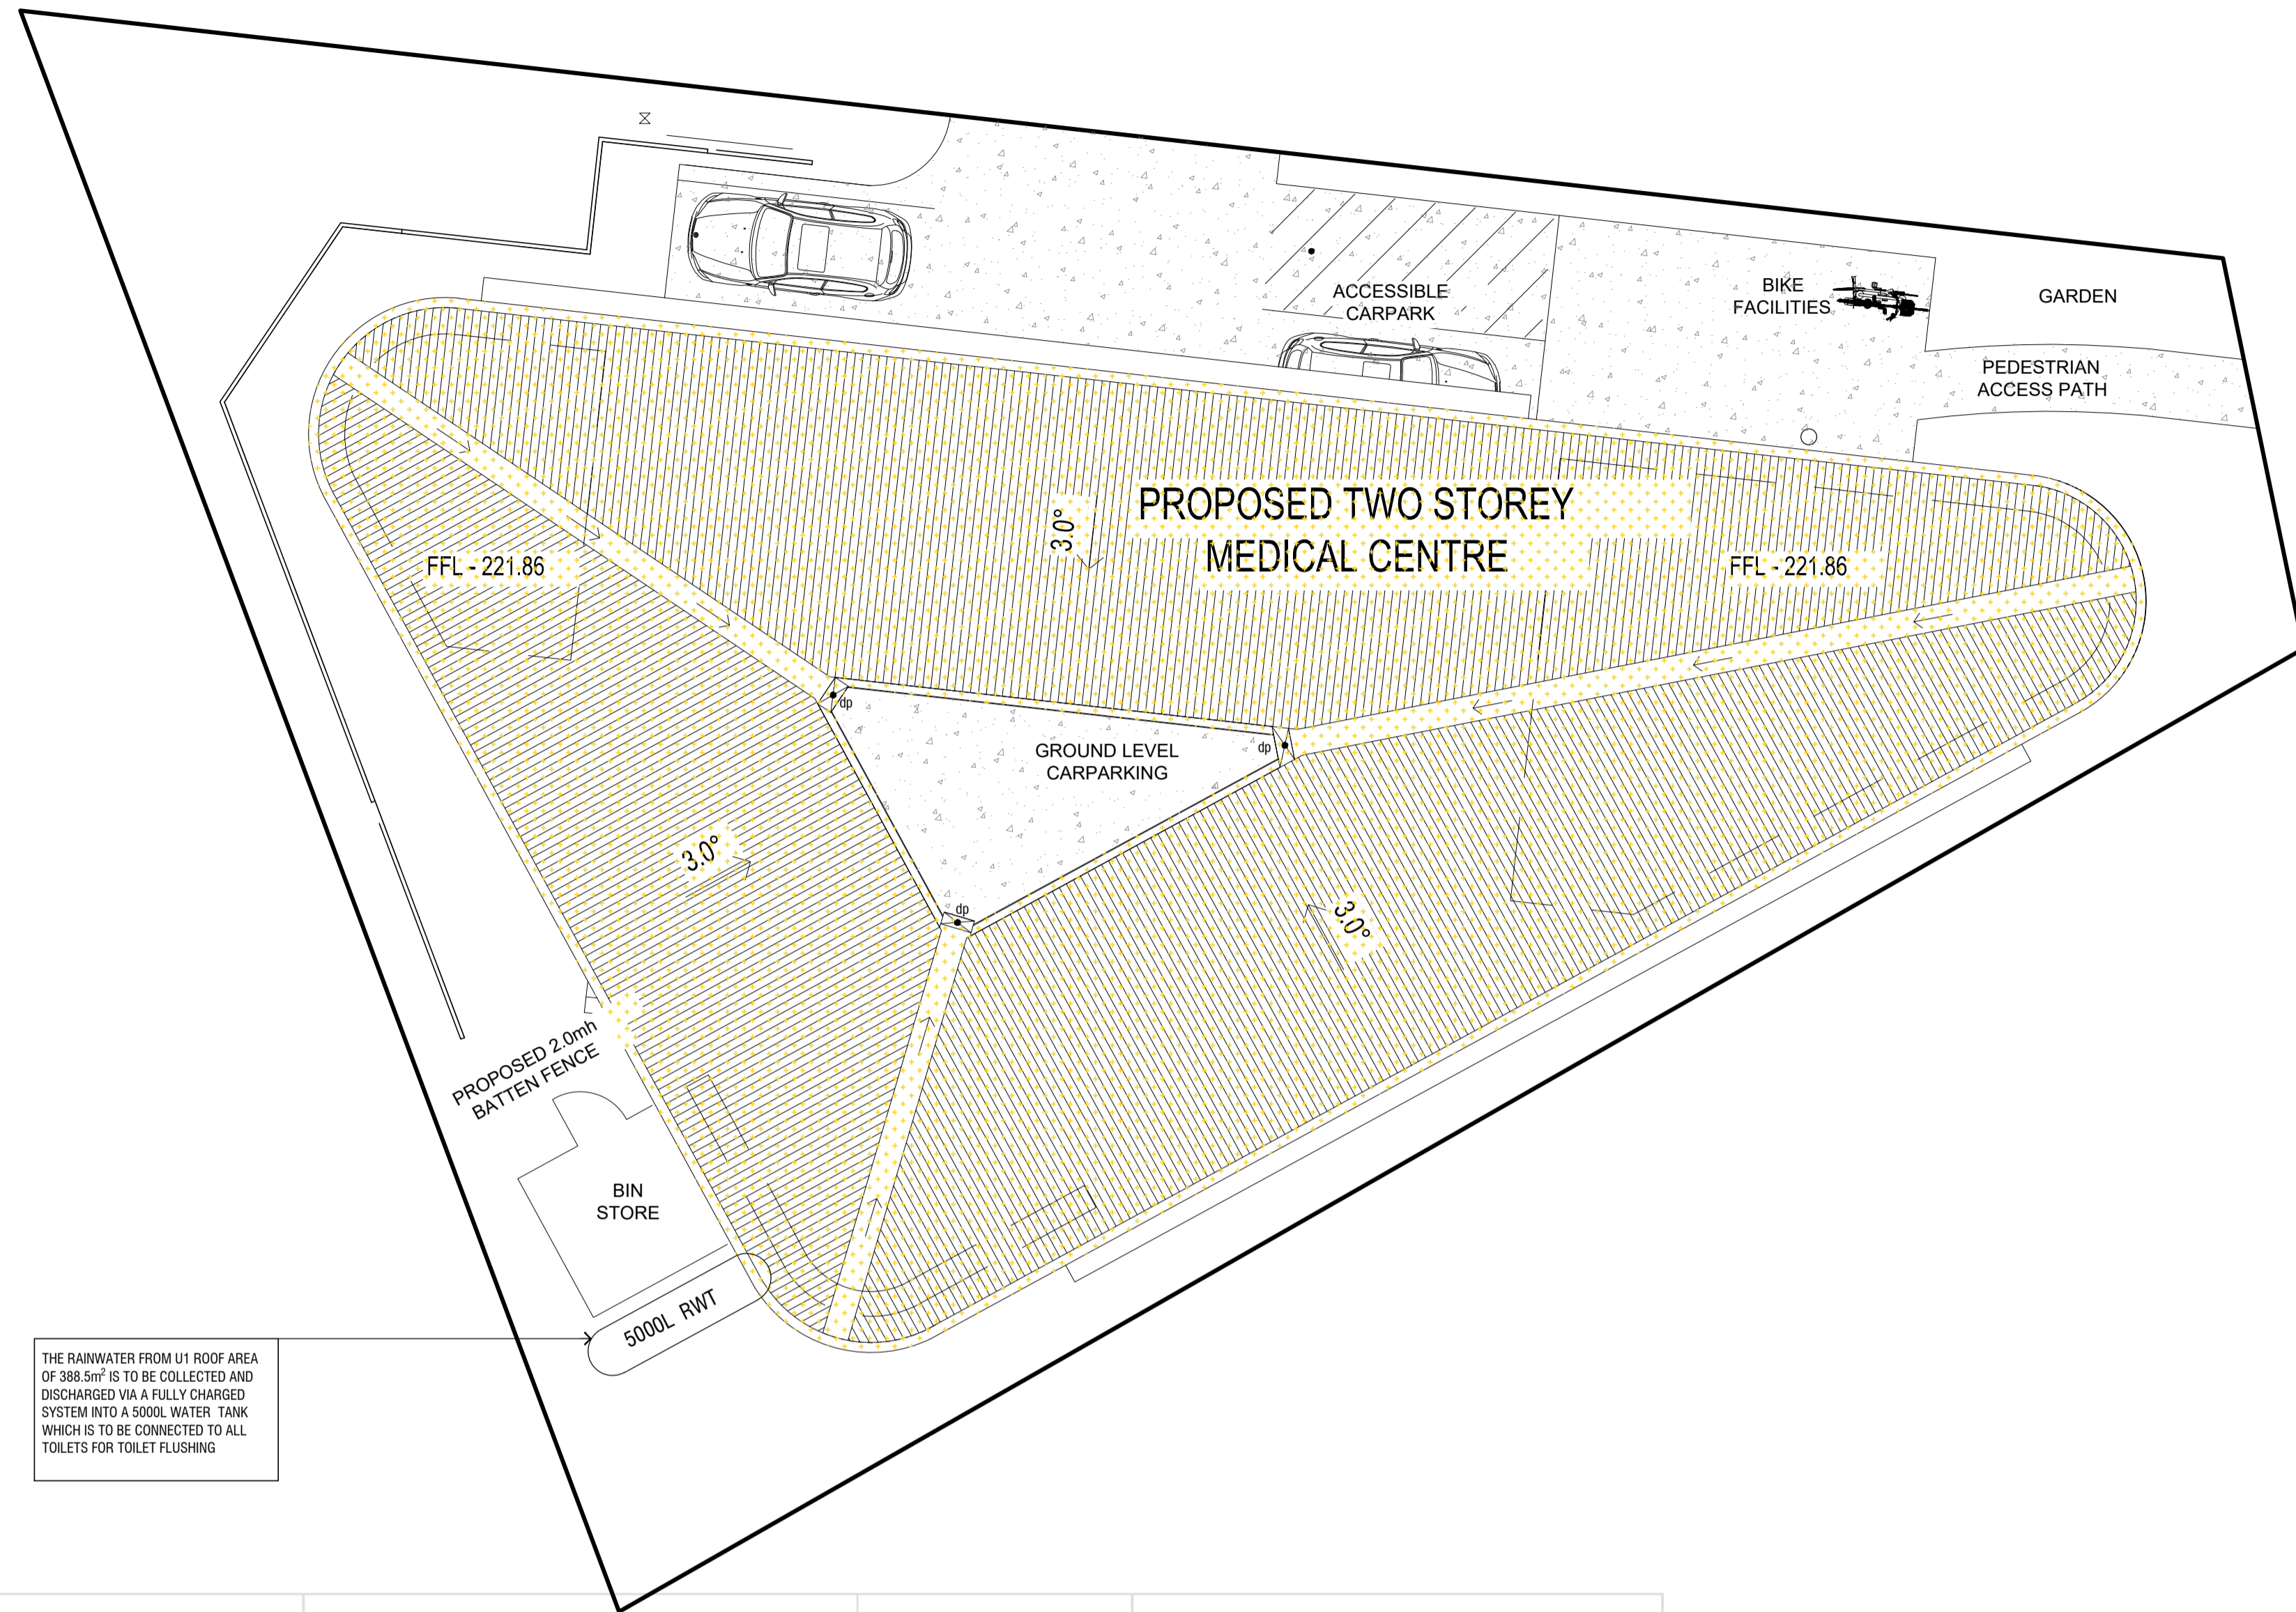 ACCESSIBLE
CARPARK
BIKE
FACILITIES
GARDEN
PEDESTRIAN
ACCESS PATH
PROPOSED TWO STOREY
MEDICAL CENTRE
3.0°
FFL - 221.86
FFL - 221.86
dp
dp
GROUND LEVEL
CARPARKING
3.0°
dp
3.0°
PROPOSED 2.0mh
BATTEN FENCE
BIN
STORE
5000L RWT
THE RAINWATER FROM U1 ROOF AREA
OF 388.5m² IS TO BE COLLECTED AND
DISCHARGED VIA A FULLY CHARGED
SYSTEM INTO A 5000L WATER TANK
WHICH IS TO BE CONNECTED TO ALL
TOILETS FOR TOILET FLUSHING